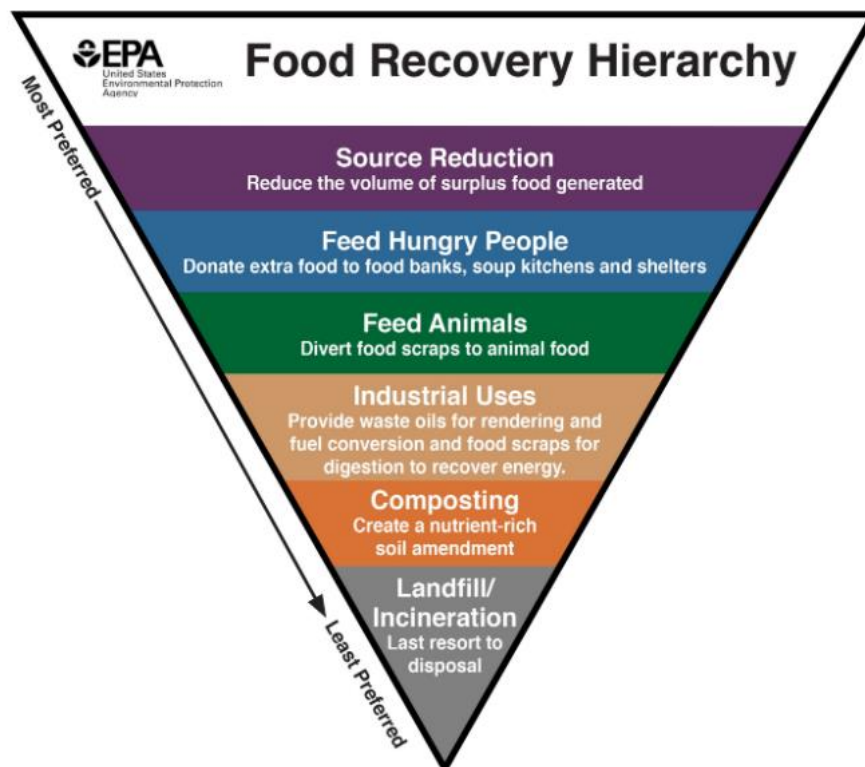 EPA
United States
Environmental Protection
Agency
Food Recovery Hierarchy
Most Preferred
Source Reduction
Reduce the volume of surplus food generated
Feed Hungry People
Donate extra food to food banks, soup kitchens and shelters
Feed Animals
Divert food scraps to animal food
Industrial Uses
Provide waste oils for rendering and
fuel conversion and food scraps for
digestion to recover energy.
Composting
Create a nutrient-rich
soil amendment
Landfill/
Incineration
Last resort to
disposal
Least Preferred